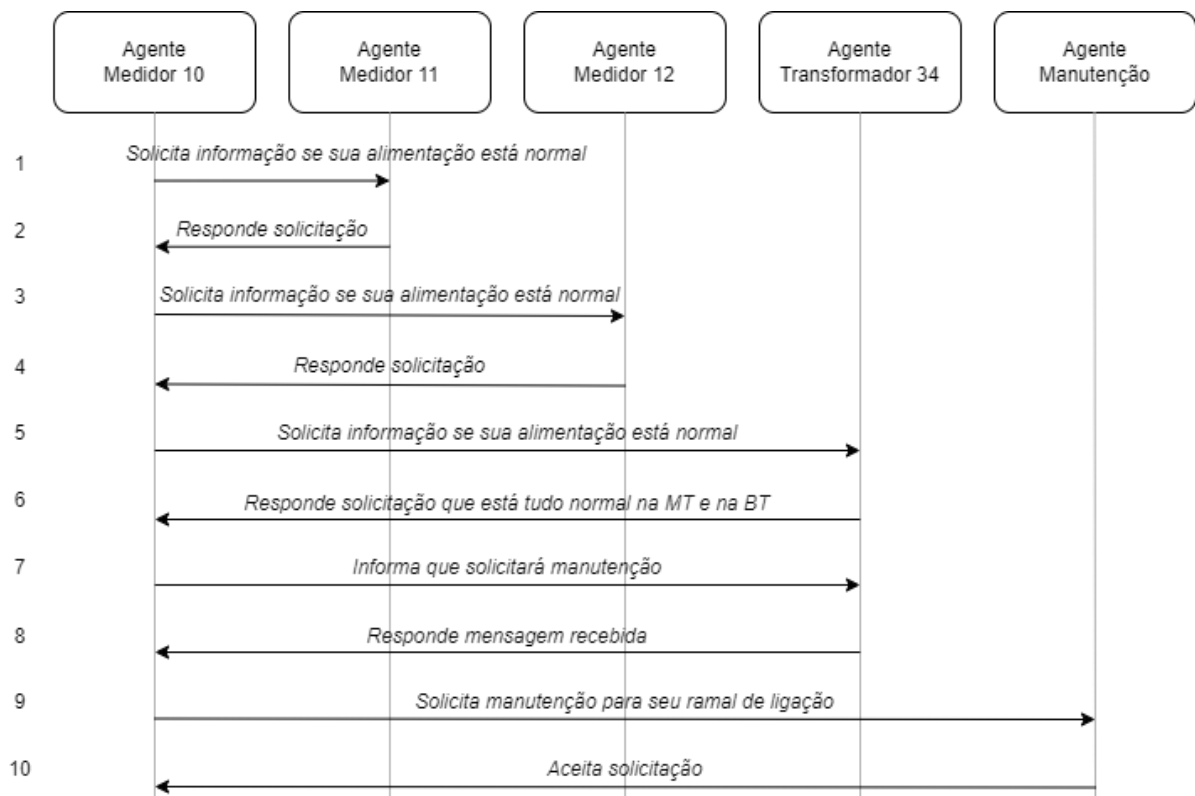 Agente
Medidor 10
Agente
Medidor 11
Agente
Medidor 12
Agente
Transformador 34
Agente
Manutenção
1
Solicita informação se sua alimentação está normal
2
Responde solicitação
3
Solicita informação se sua alimentação está normal
4
Responde solicitação
5
Solicita informação se sua alimentação está normal
6
Responde solicitação que está tudo normal na MT e na BT
7
Informa que solicitará manutenção
8
Responde mensagem recebida
9
Solicita manutenção para seu ramal de ligação
10
Aceita solicitação